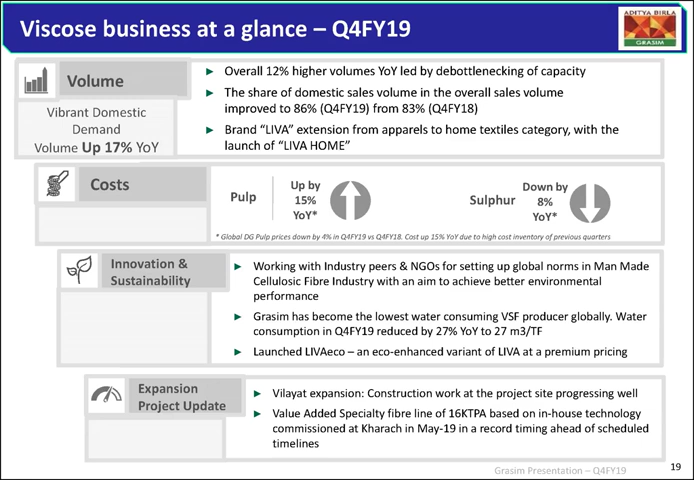 Viscose business at a glance – Q4FY19
ADITYA BIRLA
GRASIM
Volume
Vibrant Domestic
Demand
Volume Up 17% YoY
► Overall 12% higher volumes YoY led by debottlenecking of capacity
► The share of domestic sales volume in the overall sales volume
improved to 86% (Q4FY19) from 83% (Q4FY18)
► Brand “LIVA” extension from apparels to home textiles category, with the
launch of “LIVA HOME”
Costs
Pulp
Up by
15%
YoY*
Sulphur
Down by
8%
YoY*
* Global DG Pulp prices down by 4% in Q4FY19 vs Q4FY18. Cost up 15% YoY due to high cost inventory of previous quarters
Innovation &
Sustainability
► Working with Industry peers & NGOs for setting up global norms in Man Made
Cellulosic Fibre Industry with an aim to achieve better environmental
performance
► Grasim has become the lowest water consuming VSF producer globally. Water
consumption in Q4FY19 reduced by 27% YoY to 27 m3/TF
► Launched LIVAeco – an eco-enhanced variant of LIVA at a premium pricing
Expansion
Project Update
► Vilayat expansion: Construction work at the project site progressing well
► Value Added Specialty fibre line of 16KTPA based on in-house technology
commissioned at Kharach in May-19 in a record timing ahead of scheduled
timelines
Grasim Presentation – Q4FY19
19